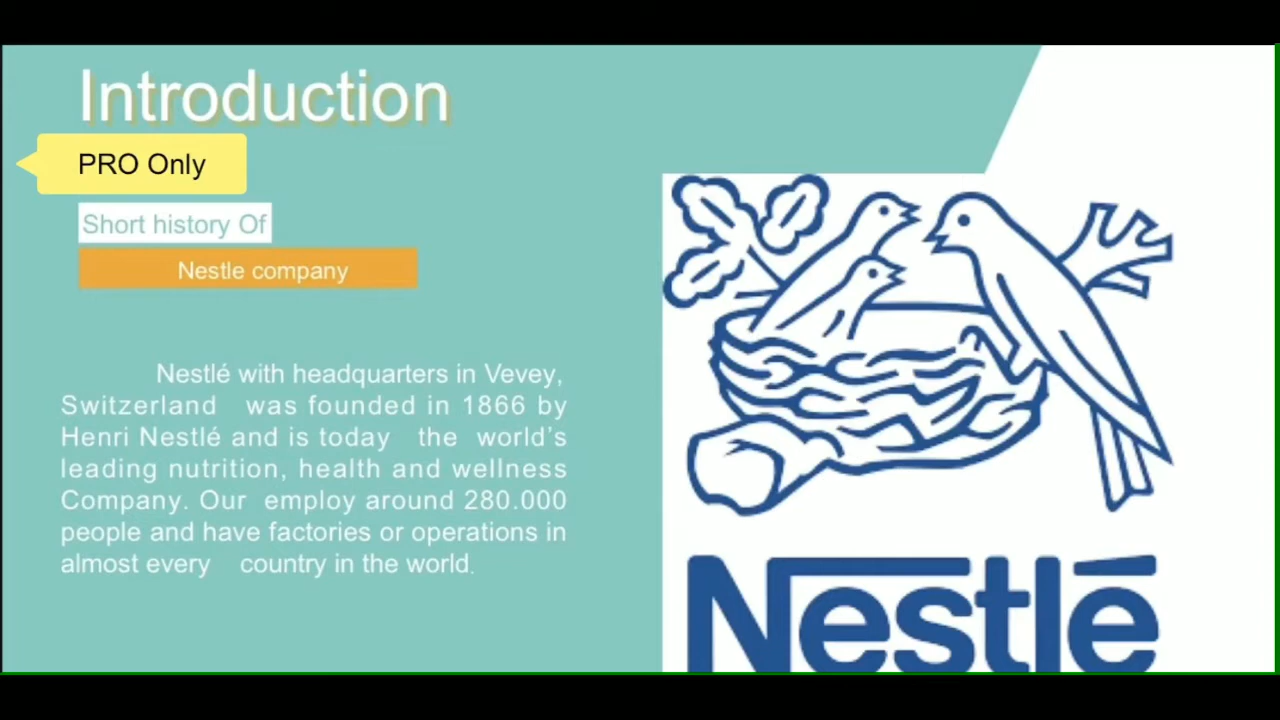 Introduction
PRO Only
Short history Of
Nestle company
Nestlé with headquarters in Vevey,
Switzerland was founded in 1866 by
Henri Nestlé and is today the world's
leading nutrition, health and wellness
Company. Our employ around 280.000
people and have factories or operations in
almost every country in the world.
Nestlé